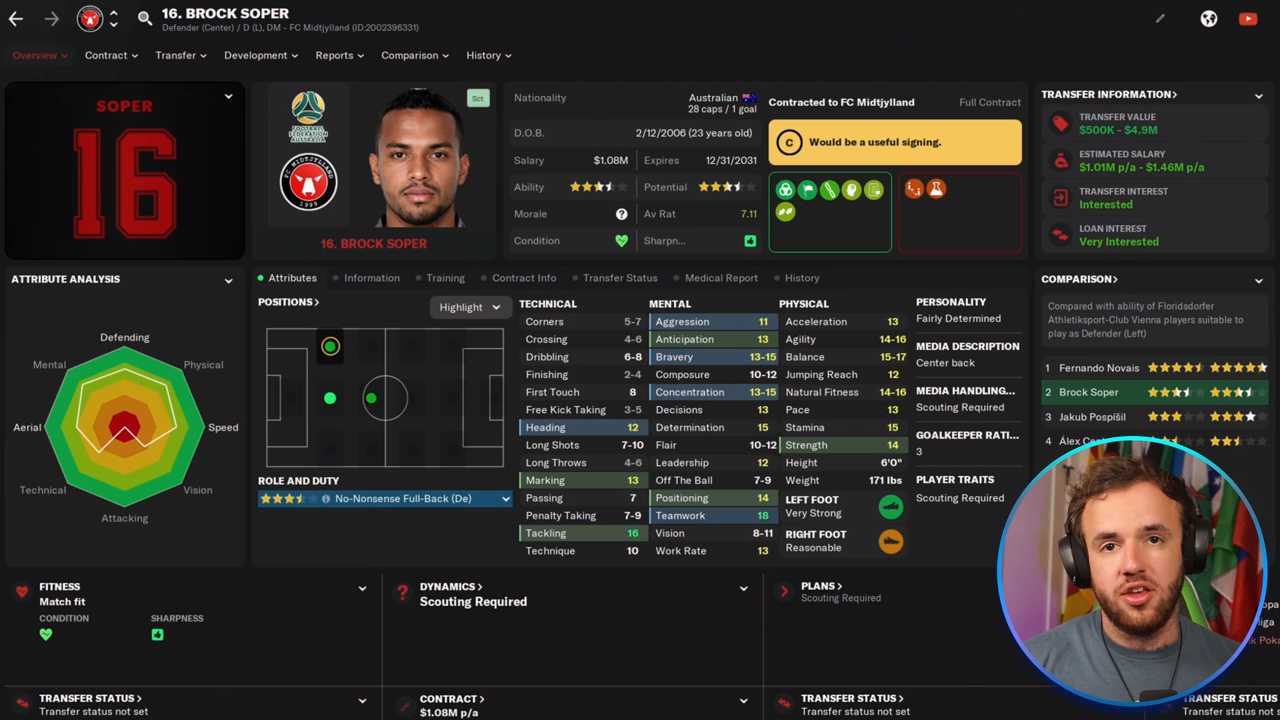 16. BROCK SOPER
Defender (Center) / D (L), DM - FC Midtjylland (ID:2002396331)
Overview
Contract
Transfer
Development
Reports
Comparison
History
SOPER
16
FOOTBALL
FEDERATION
AUSTRALIA
FC MIDTJYLLAND
1999
Sct
16. BROCK SOPER
Nationality Australian
28 caps / 1 goal
D.O.B. 2/12/2006 (23 years old)
Salary $1.08M Expires 12/31/2031
Ability Potential
Morale ? Av Rat 7.11
Condition Sharpn...
Contracted to FC Midtjylland Full Contract
C Would be a useful signing.
TRANSFER INFORMATION>
TRANSFER VALUE
$500K - $4.9M
ESTIMATED SALARY
$1.01M p/a - $1.46M p/a
TRANSFER INTEREST
Interested
LOAN INTEREST
Very Interested
ATTRIBUTE ANALYSIS
Defending
Mental Physical
Aerial Speed
Technical Vision
Attacking
Attributes
Information
Training
Contract Info
Transfer Status
Medical Report
History
POSITIONS>
Highlight
ROLE AND DUTY
No-Nonsense Full-Back (De)
TECHNICAL
Corners 5-7
Crossing 4-6
Dribbling 6-8
Finishing 2-4
First Touch 8
Free Kick Taking 3-5
Heading 12
Long Shots 7-10
Long Throws 4-6
Marking 13
Passing 7
Penalty Taking 7-9
Tackling 16
Technique 10
MENTAL
Aggression 11
Anticipation 13
Bravery 13-15
Composure 10-12
Concentration 13-15
Decisions 13
Determination 15
Flair 10-12
Leadership 12
Off The Ball 7-9
Positioning 14
Teamwork 18
Vision 8-11
Work Rate 13
PHYSICAL
Acceleration 13
Agility 14-16
Balance 15-17
Jumping Reach 12
Natural Fitness 14-16
Pace 13
Stamina 15
Strength 14
Height 6'0"
Weight 171 lbs
LEFT FOOT
Very Strong
RIGHT FOOT
Reasonable
PERSONALITY
Fairly Determined
MEDIA DESCRIPTION
Center back
MEDIA HANDLING...
Scouting Required
GOALKEEPER RATI...
3
PLAYER TRAITS
Scouting Required
COMPARISON>
Compared with ability of Floridsdorfer
Athletiksport-Club Vienna players suitable to
play as Defender (Left)
1 Fernando Novais
2 Brock Soper
3 Jakub Pospíšil
4 Álex
FITNESS
Match fit
CONDITION SHARPNESS
DYNAMICS>
Scouting Required
PLANS>
Scouting Required
TRANSFER STATUS>
Transfer status not set
CONTRACT>
$1.08M p/a
TRANSFER STATUS>
Transfer status not set